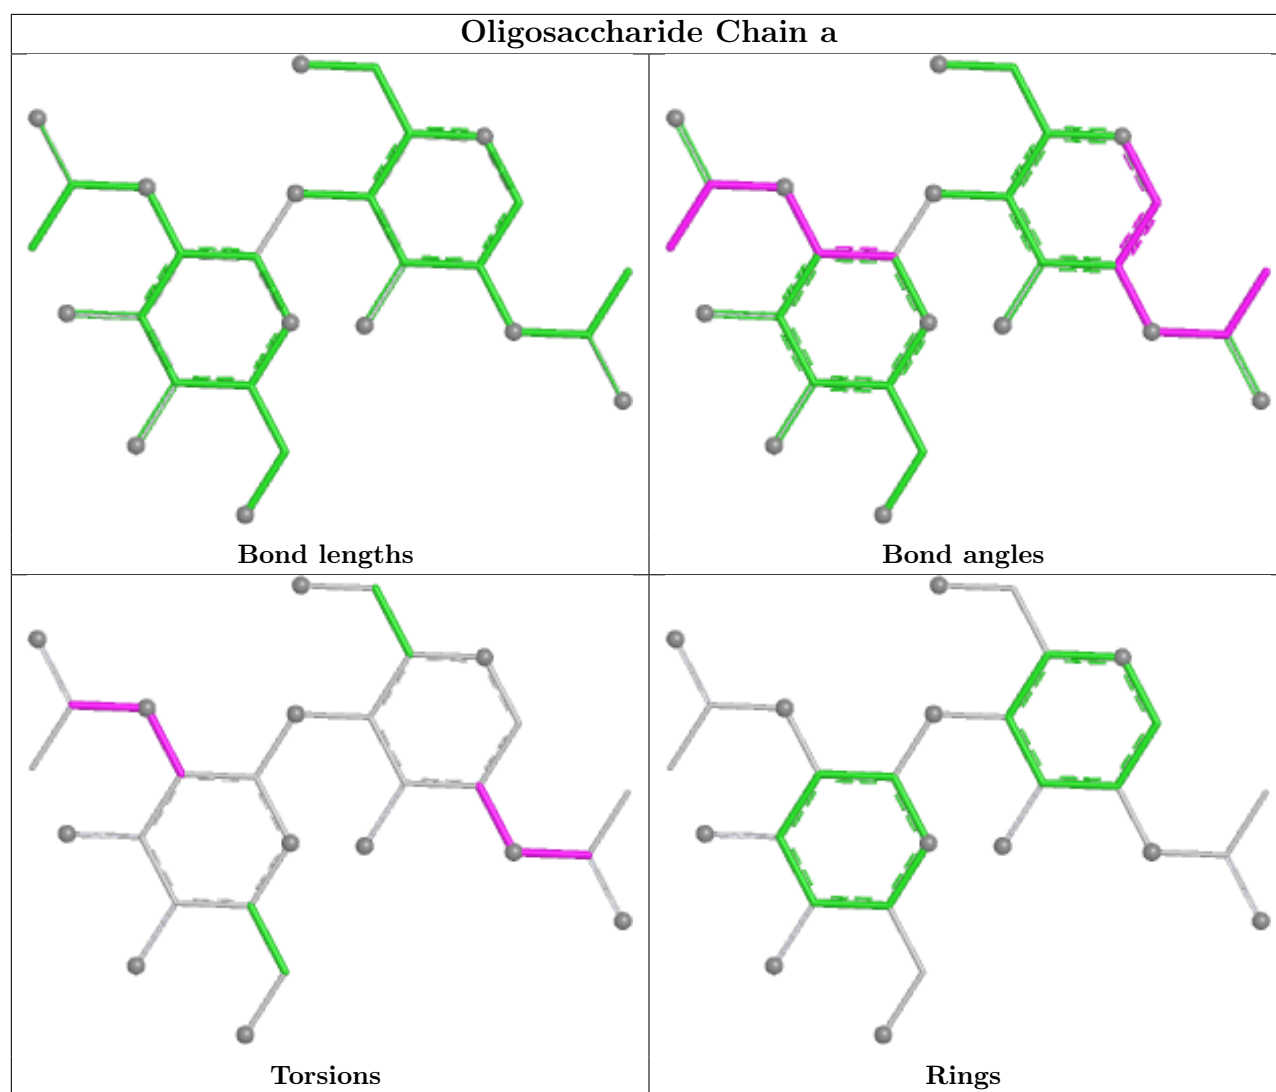 Oligosaccharide Chain a
Bond lengths
Bond angles
Torsions
Rings